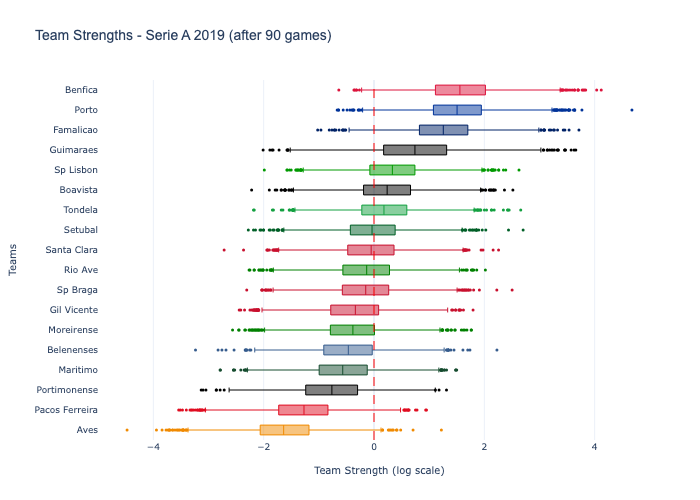 Team Strengths - Serie A 2019 (after 90 games)
Benfica
Porto
Famalicao
Guimaraes
Sp Lisbon
Boavista
Tondela
Setubal
Santa Clara
Rio Ave
Sp Braga
Gil Vicente
Moreirense
Belenenses
Maritimo
Portimonense
Pacos Ferreira
Aves
Teams
−4 −2 0 2 4
Team Strength (log scale)